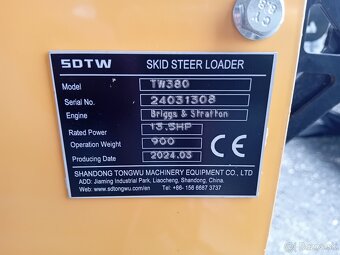 SDTW SKID STEER LOADER
Model TW380
Serial No. 24031308
Engine Briggs & Stratton
Rated Power 13.5HP
Operation Weight 900
Producing Date 2024.03
CE
SHANDONG TONGWU MACHINERY EQUIPMENT CO., LTD
ADD: Jiaming Industrial Park, Liaocheng, Shandong, China.
Web: www.sdtongwu.com/en Tel: +86- 156 6687 3737